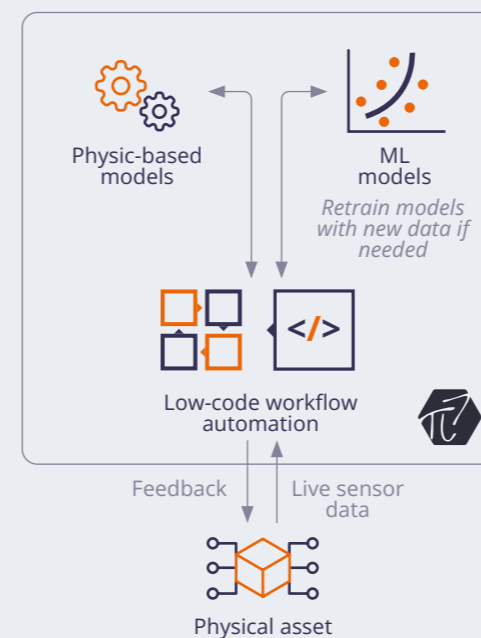 Physic-based
models
ML
models
Retrain models
with new data if
needed
</>
Low-code workflow
automation
Feedback
Live sensor
data
Physical asset